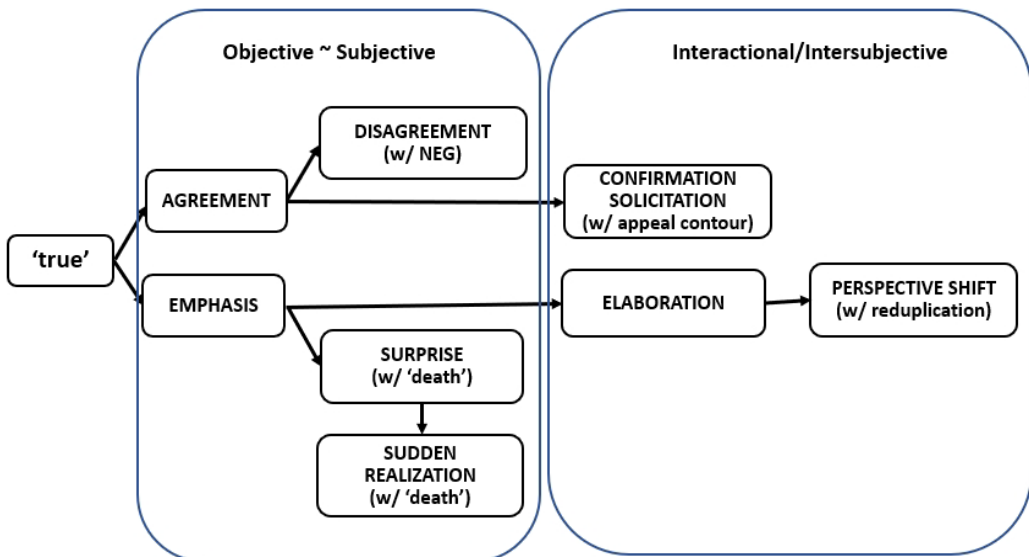 Objective ~ Subjective
Interactional/Intersubjective
DISAGREEMENT
(w/ NEG)
AGREEMENT
CONFIRMATION
SOLICITATION
(w/ appeal contour)
‘true’
EMPHASIS
ELABORATION
PERSPECTIVE SHIFT
(w/ reduplication)
SURPRISE
(w/ ‘death’)
SUDDEN
REALIZATION
(w/ ‘death’)